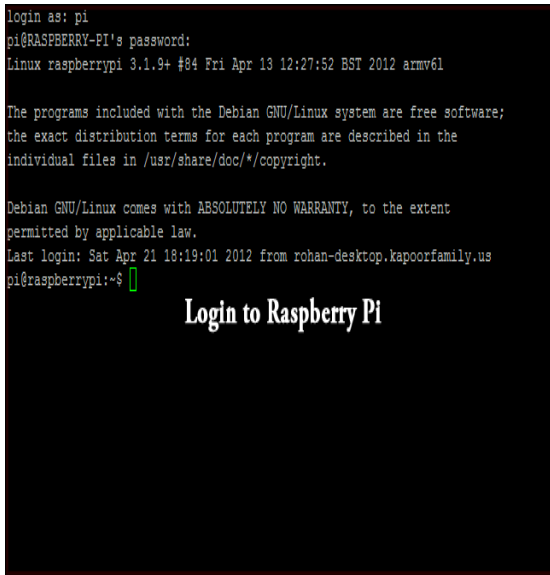 login as: pi
pi@RASPBERRY-PI's password:
Linux raspberrypi 3.1.9+ #84 Fri Apr 13 12:27:52 BST 2012 armv6l
The programs included with the Debian GNU/Linux system are free software;
the exact distribution terms for each program are described in the
individual files in /usr/share/doc/*/copyright.
Debian GNU/Linux comes with ABSOLUTELY NO WARRANTY, to the extent
permitted by applicable law.
Last login: Sat Apr 21 18:19:01 2012 from rohan-desktop.kapoorfamily.us
pi@raspberrypi:~$
Login to Raspberry Pi